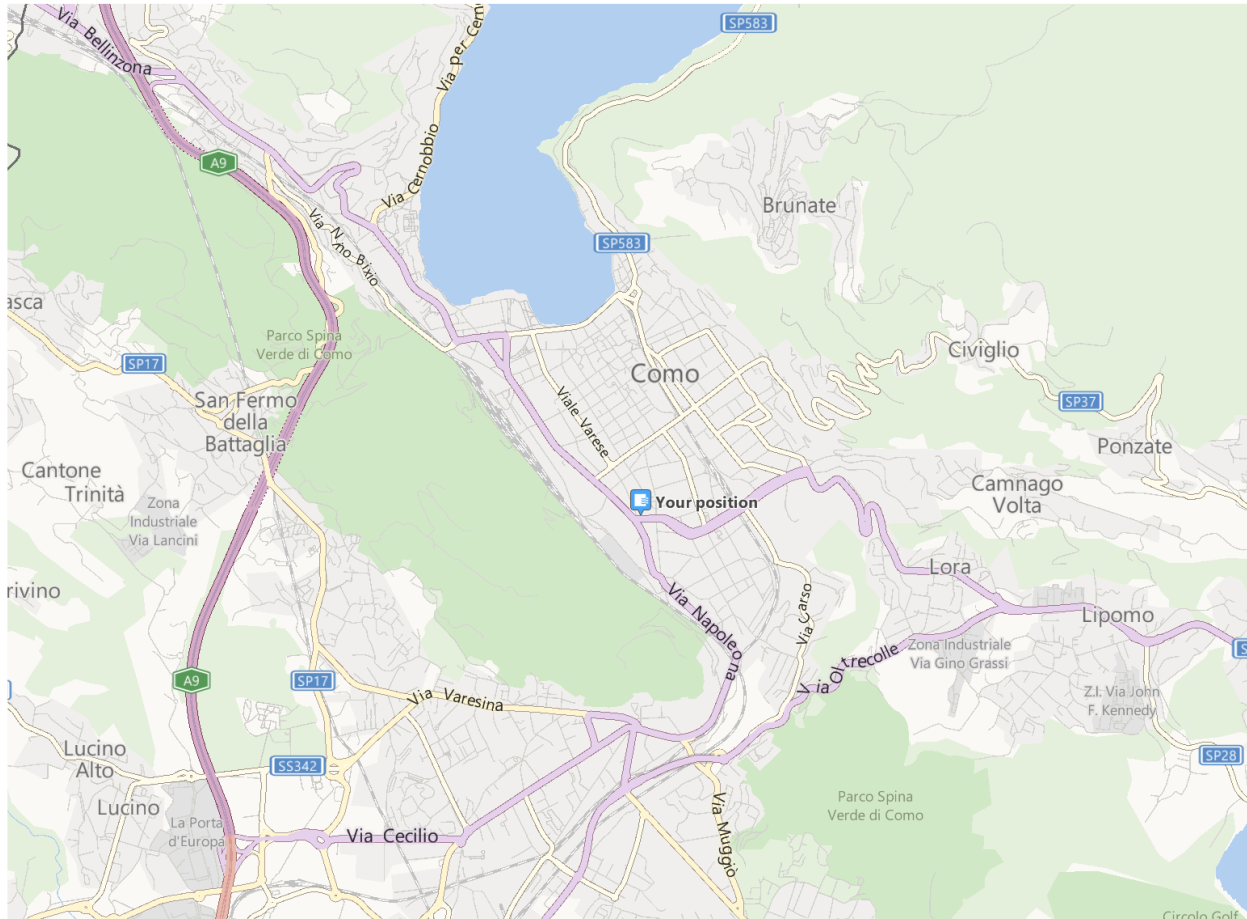 SP583
Via Bellinzona
Via per Cern
A9
Via Cernobbio
Brunate
Via Nino Bixio
SP583
asca
Parco Spina
Verde di Como
SP17
Civiglio
Como
San Fermo
della
Battaglia
Viale Varese
SP37
Ponzate
Cantone
Trinità
Zona
Industriale
Via Lancini
Camnago
Volta
Your position
rivino
Lora
Via Napoleona
Via Carso
Lipomo
Zona Industriale
Via Gino Grassi
A9
SP17
Via Varesina
Via Oltrecolle
S
Z.I. Via John
F. Kennedy
Lucino
Alto
SS342
SP28
Lucino
La Porta
d'Europa
Via Cecilio
Via Muggiò
Parco Spina
Verde di Como
Circolo Golf